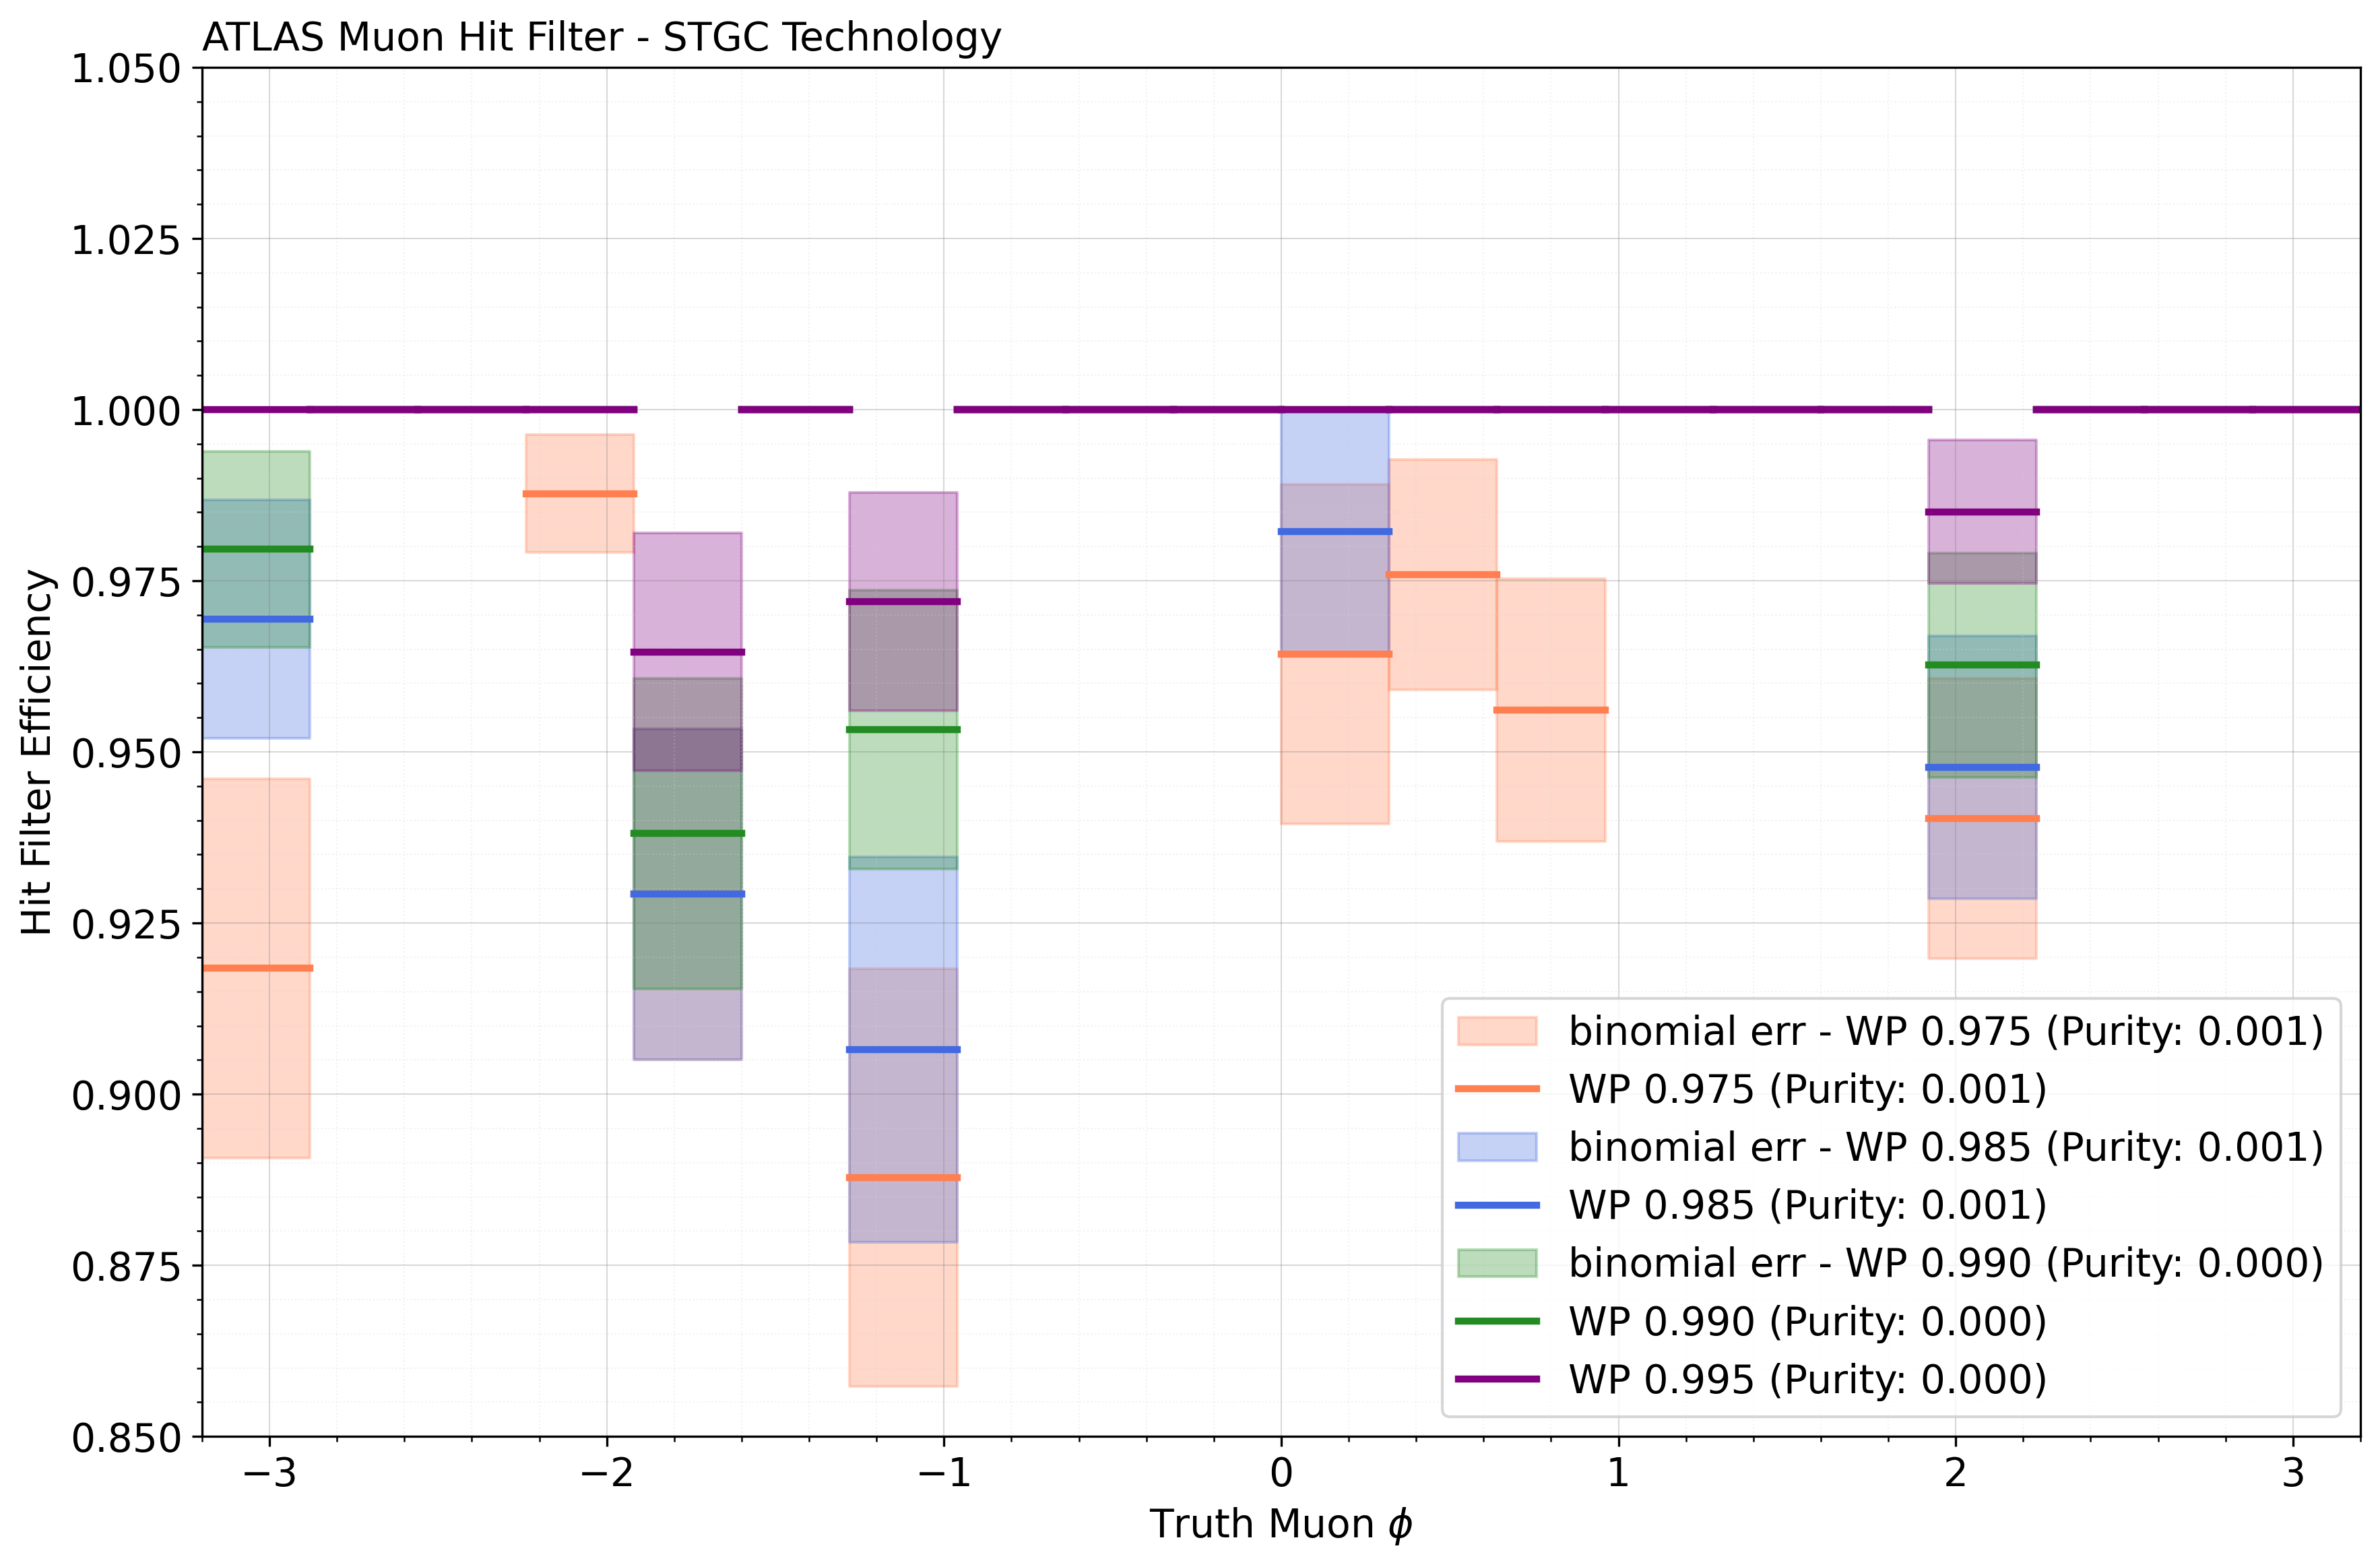 ATLAS Muon Hit Filter - STGC Technology
1.050
1.025
1.000
0.975
0.950
0.925
0.900
0.875
0.850
Hit Filter Efficiency
binomial err - WP 0.975 (Purity: 0.001)
WP 0.975 (Purity: 0.001)
binomial err - WP 0.985 (Purity: 0.001)
WP 0.985 (Purity: 0.001)
binomial err - WP 0.990 (Purity: 0.000)
WP 0.990 (Purity: 0.000)
WP 0.995 (Purity: 0.000)
−3 −2 −1 0 1 2 3
Truth Muon ϕ